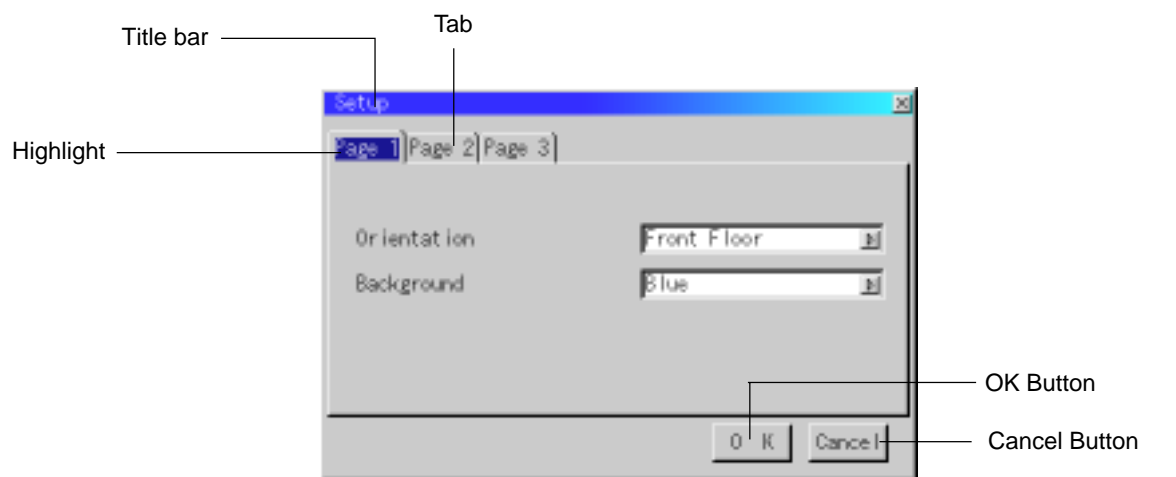 Tab
Title bar
Setup
Highlight
Page 1 Page 2 Page 3
Orientation Front Floor
Background Blue
OK Button
O K Cancel Cancel Button